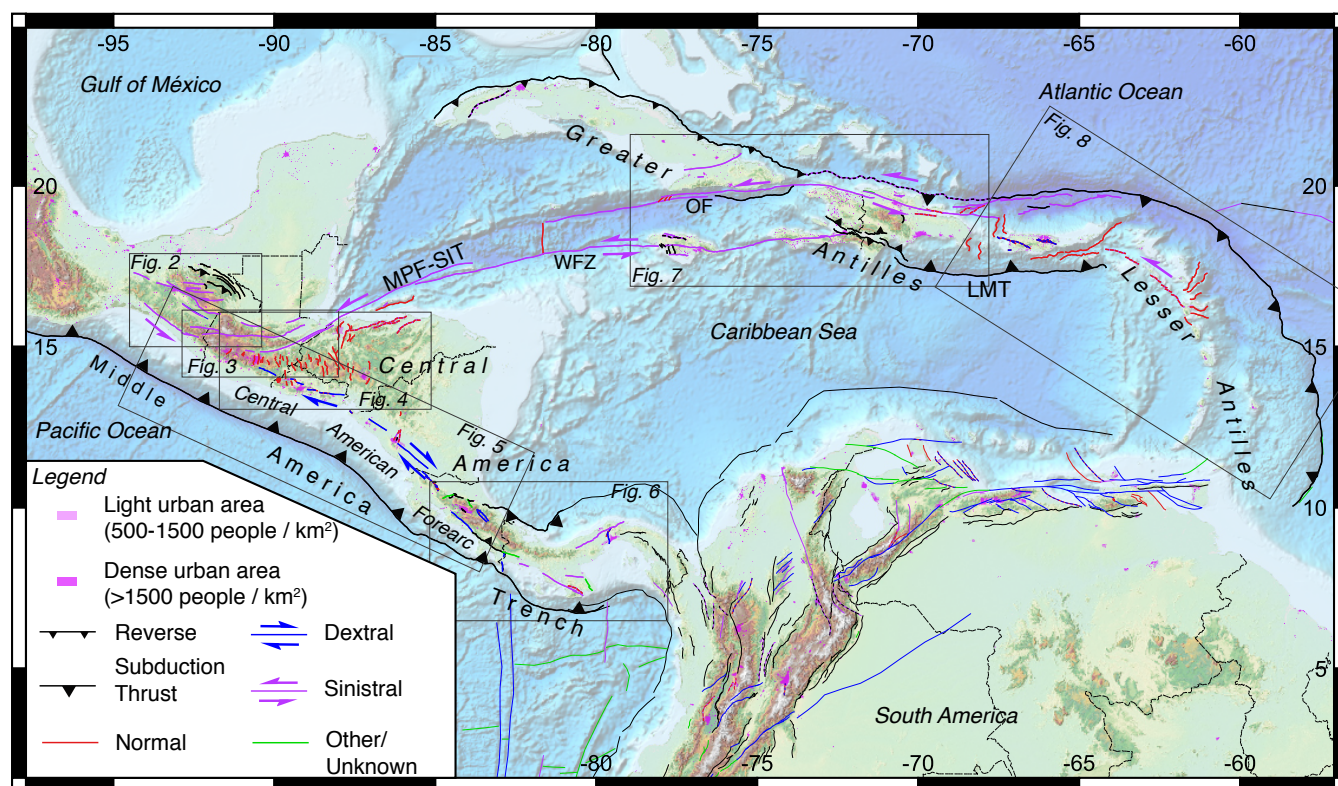 -95 -90 -85 -80 -75 -70 -65 -60
Gulf of México
Atlantic Ocean
Fig. 8
Greater
20 20
OF
Fig. 2
MPF-SIT
WFZ
Fig. 7
Antilles
LMT
Lesser
Caribbean Sea
15 15
Fig. 3
Central
Middle
Central
Fig. 4
Pacific Ocean
American
Fig. 5
America
America
Antilles
Fig. 6
10 10
Forearc
Trench
5
South America
-80 -75 -70 -65 -60
Legend
Light urban area
(500-1500 people / km²)
Dense urban area
(>1500 people / km²)
Reverse
Dextral
Subduction
Thrust
Sinistral
Normal
Other/
Unknown